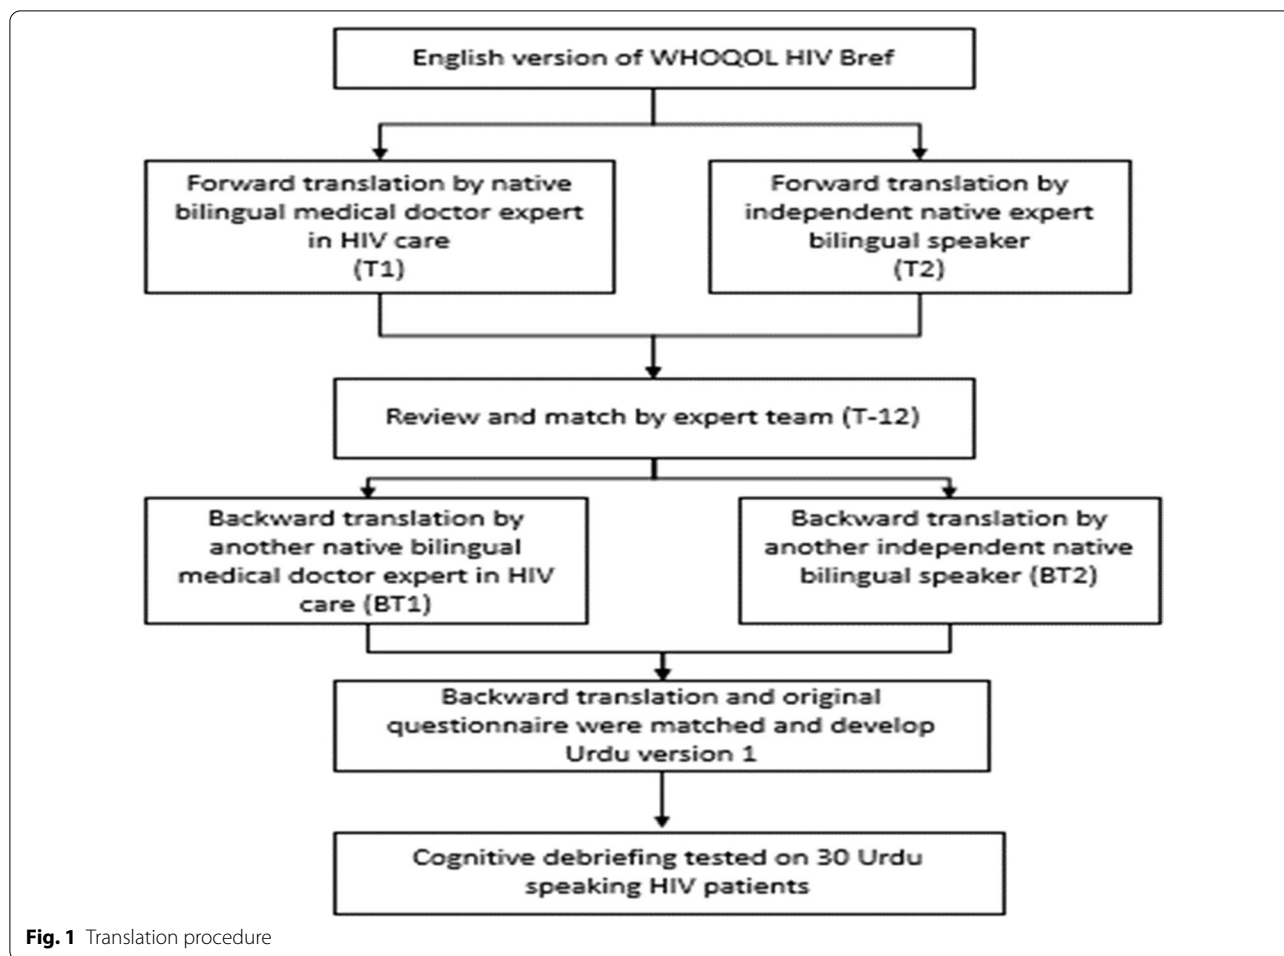 English version of WHOQOL HIV Bref
Forward translation by native
bilingual medical doctor expert
in HIV care
(T1)
Forward translation by
independent native expert
bilingual speaker
(T2)
Review and match by expert team (T-12)
Backward translation by
another native bilingual
medical doctor expert in HIV
care (BT1)
Backward translation by
another independent native
bilingual speaker (BT2)
Backward translation and original
questionnaire were matched and develop
Urdu version 1
Cognitive debriefing tested on 30 Urdu
speaking HIV patients
Fig. 1 Translation procedure